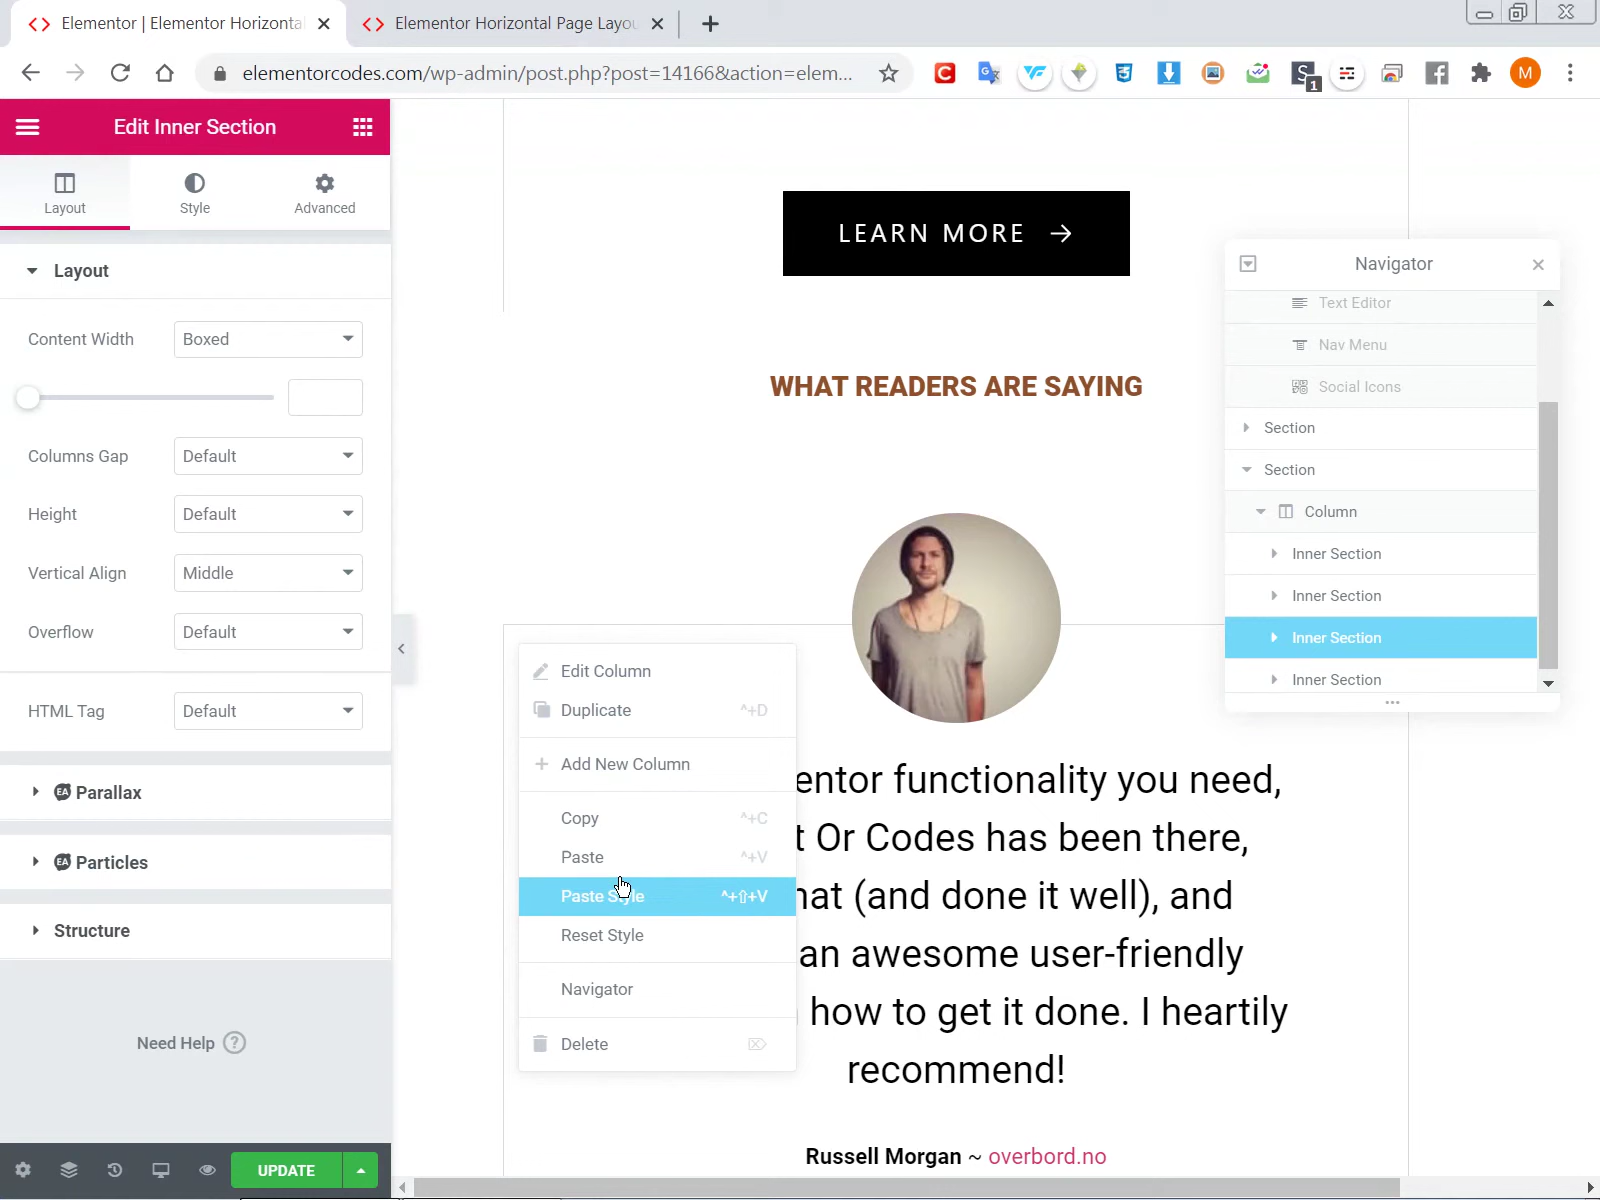 Elementor | Elementor Horizonta
Elementor Horizontal Page Layou
elementorcodes.com/wp-admin/post.php?post=14166&action=elem...
1
M
Edit Inner Section
Layout
Style
Advanced
Layout
Content Width
Boxed
Columns Gap
Default
Height
Default
Vertical Align
Middle
Overflow
Default
HTML Tag
Default
EA Parallax
EA Particles
Structure
Need Help ?
UPDATE
LEARN MORE →
WHAT READERS ARE SAYING
Edit Column
Duplicate ^+D
Add New Column
Copy ^+C
Paste ^+V
Paste Style ^+⇧+V
Reset Style
Navigator
Delete
entor functionality you need,
t Or Codes has been there,
hat (and done it well), and
an awesome user-friendly
how to get it done. I heartily
recommend!
Russell Morgan ~ overbord.no
Navigator
Text Editor
Nav Menu
Social Icons
Section
Section
Column
Inner Section
Inner Section
Inner Section
Inner Section